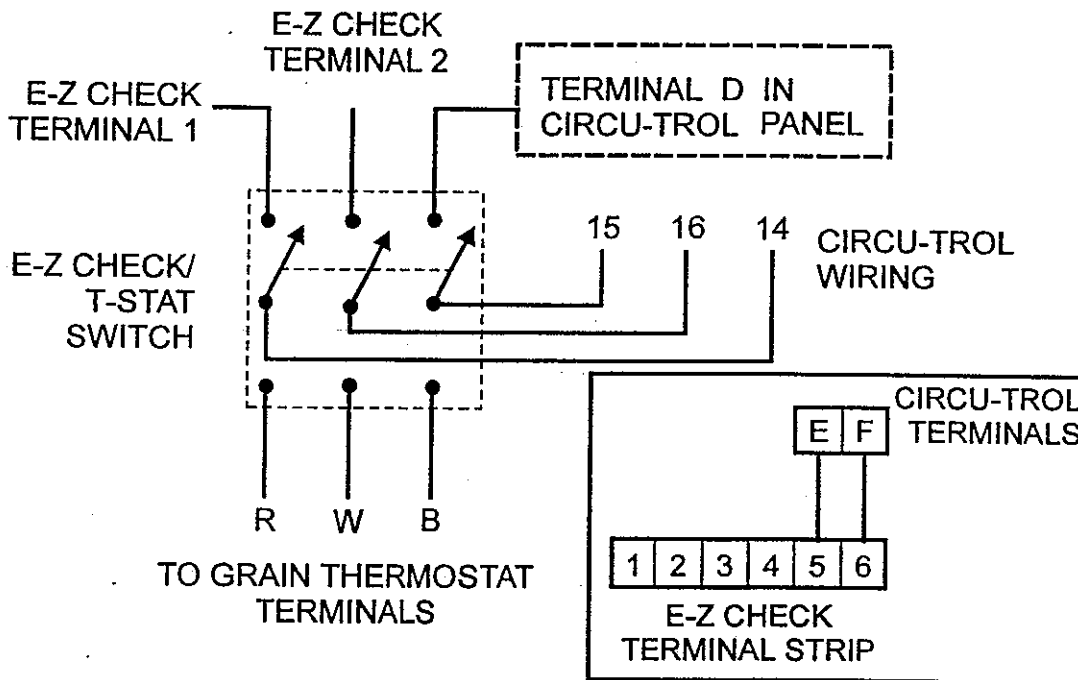 E-Z CHECK
TERMINAL 2
E-Z CHECK
TERMINAL 1
TERMINAL D IN
CIRCU-TROL PANEL
15 16 14
CIRCU-TROL
WIRING
E-Z CHECK/
T-STAT
SWITCH
R W B
TO GRAIN THERMOSTAT
TERMINALS
CIRCU-TROL
TERMINALS
E F
1 2 3 4 5 6
E-Z CHECK
TERMINAL STRIP